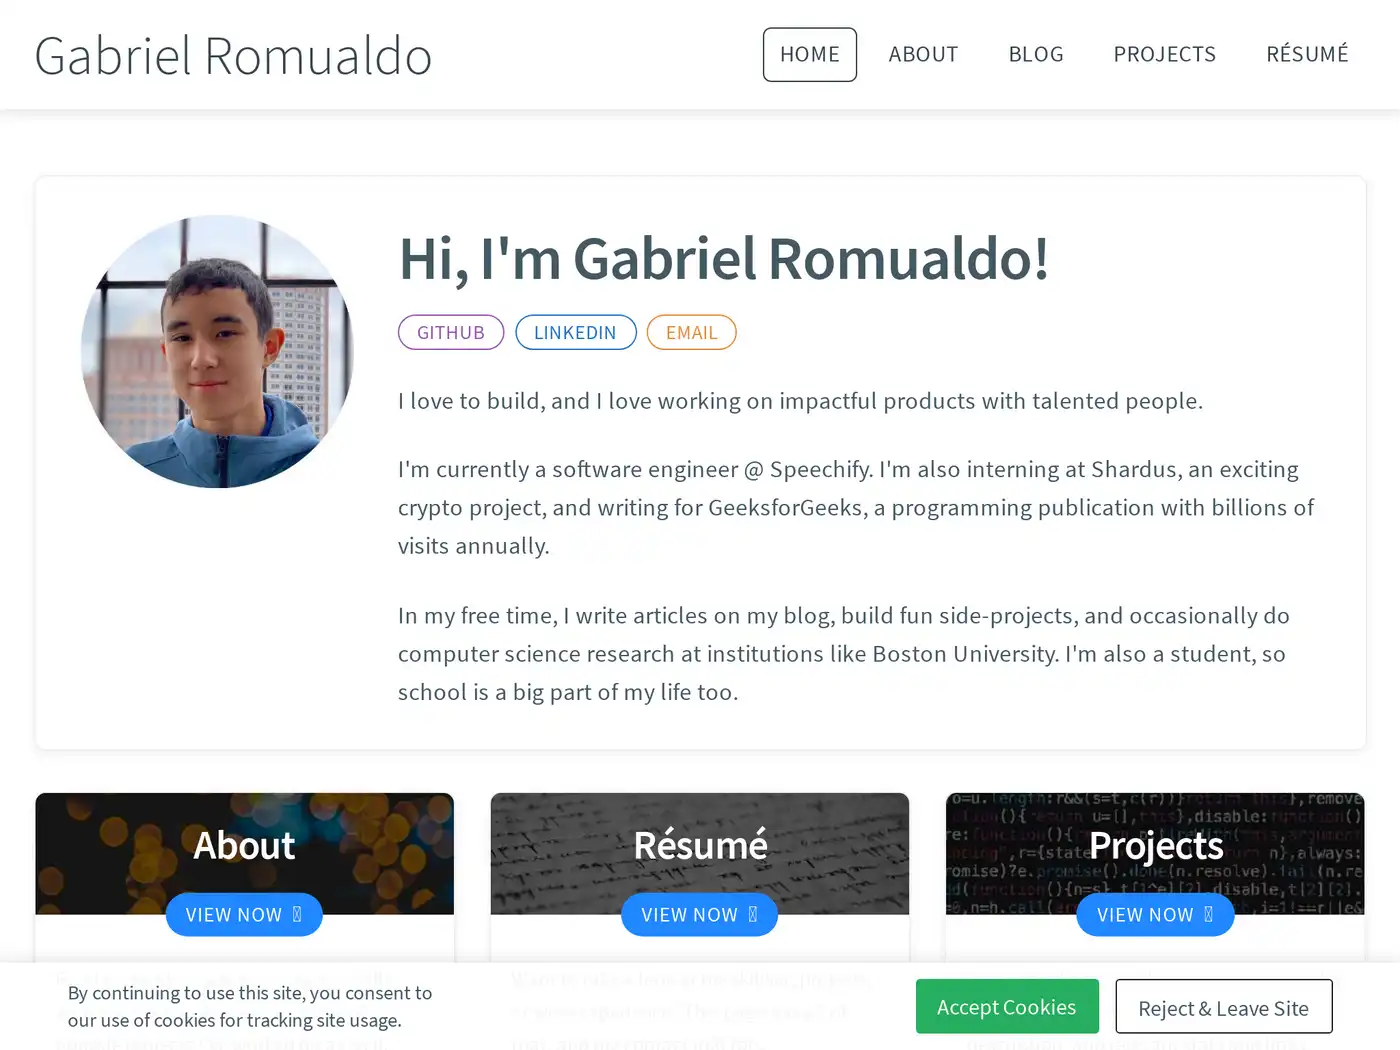 Gabriel Romualdo
HOME
ABOUT
BLOG
PROJECTS
RÉSUMÉ
Hi, I'm Gabriel Romualdo!
GITHUB
LINKEDIN
EMAIL
I love to build, and I love working on impactful products with talented people.
I'm currently a software engineer @ Speechify. I'm also interning at Shardus, an exciting
crypto project, and writing for GeeksforGeeks, a programming publication with billions of
visits annually.
In my free time, I write articles on my blog, build fun side-projects, and occasionally do
computer science research at institutions like Boston University. I'm also a student, so
school is a big part of my life too.
About
VIEW NOW
Résumé
VIEW NOW
Projects
VIEW NOW
By continuing to use this site, you consent to
our use of cookies for tracking site usage.
Accept Cookies
Reject & Leave Site